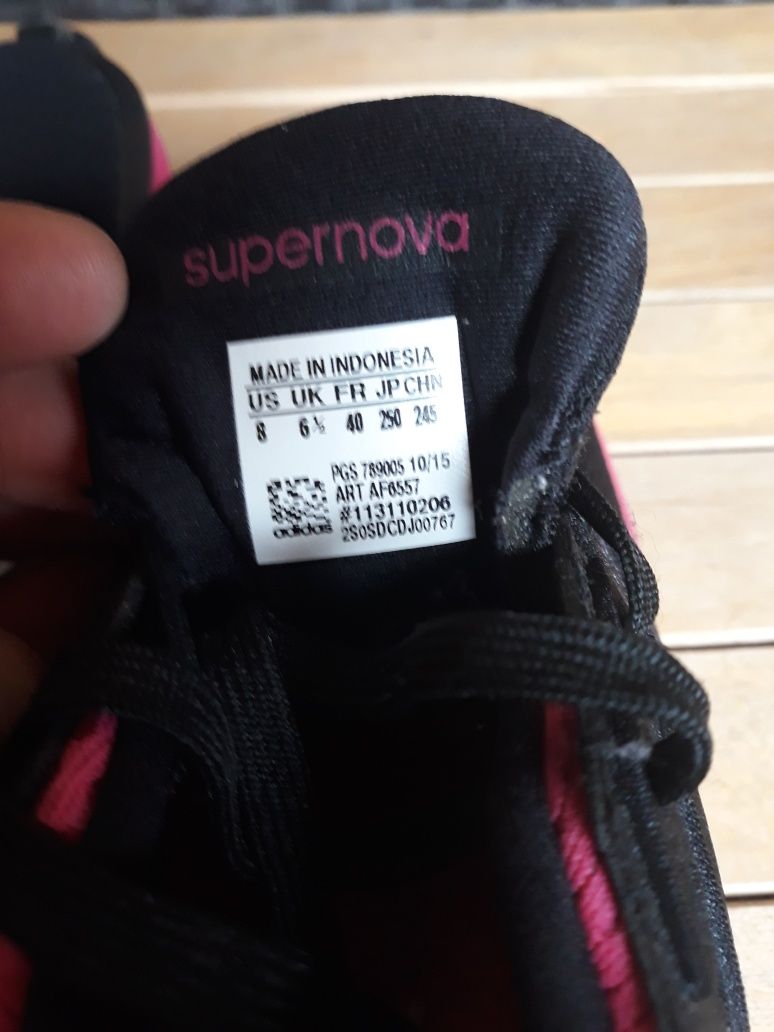 supernova
MADE IN INDONESIA
US UK FR JP CHN
8 6½ 40 250 245
PGS 789005 10/15
ART AF6557
#113110206
adidas 2S0SDCDJ00767